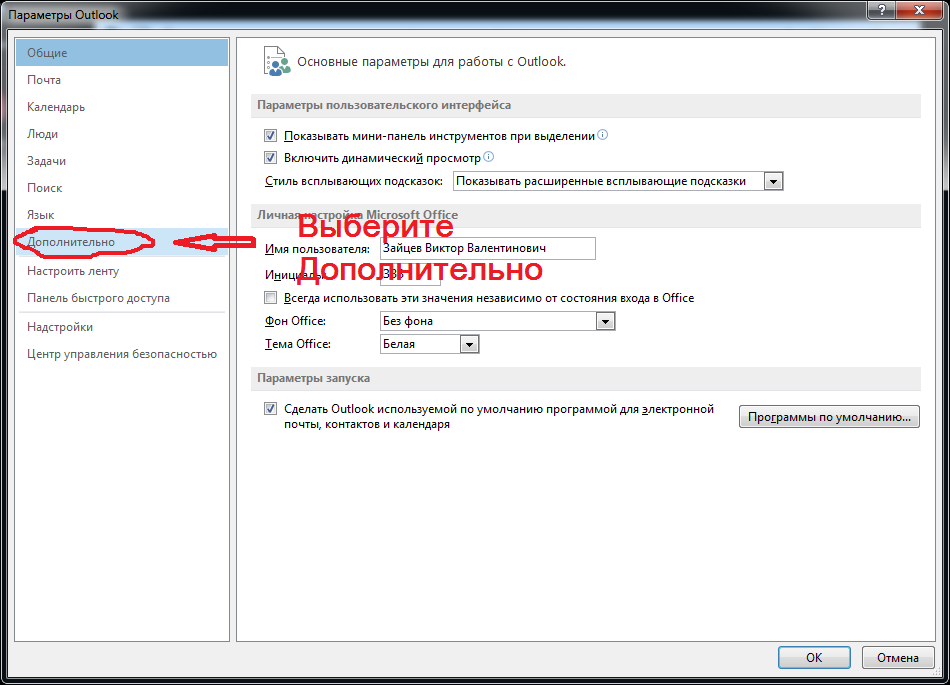 Параметры Outlook
?
Общие
Почта
Календарь
Люди
Задачи
Поиск
Язык
Дополнительно
Настроить ленту
Панель быстрого доступа
Надстройки
Центр управления безопасностью
Основные параметры для работы с Outlook.
Параметры пользовательского интерфейса
Показывать мини-панель инструментов при выделении
Включить динамический просмотр
Стиль всплывающих подсказок: Показывать расширенные всплывающие подсказки
Личная настройка Microsoft Office
Выберите
Имя пользователя: Зайцев Виктор Валентинович
Дополнительно
Инициалы:
Всегда использовать эти значения независимо от состояния входа в Office
Фон Office: Без фона
Тема Office: Белая
Параметры запуска
Сделать Outlook используемой по умолчанию программой для электронной
почты, контактов и календаря
Программы по умолчанию...
OK Отмена